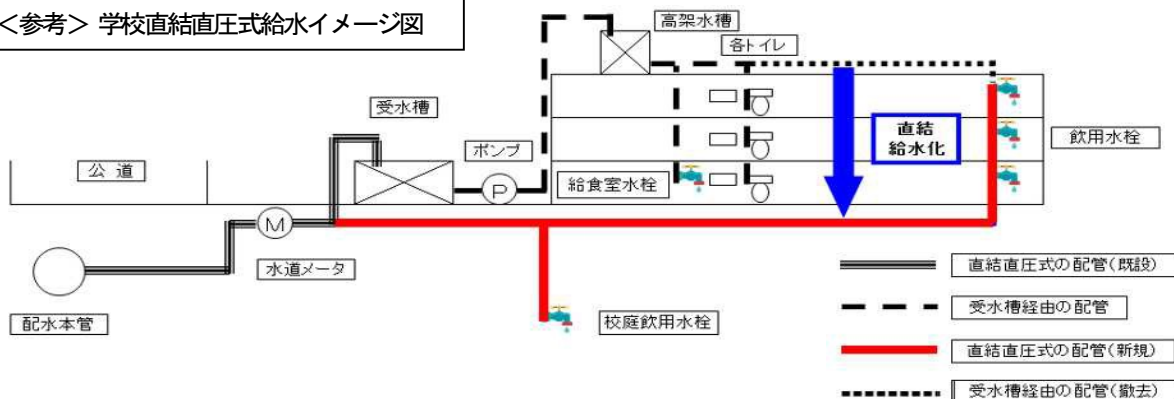 <参考> 学校直結直圧式給水イメージ図
高架水槽
各トイレ
受水槽
ポンプ
直結
給水化
飲用水栓
公 道
P
給食室水栓
M
水道メータ
直結直圧式の配管(既設)
配水本管
校庭飲用水栓
受水槽経由の配管
直結直圧式の配管(新規)
受水槽経由の配管(撤去)